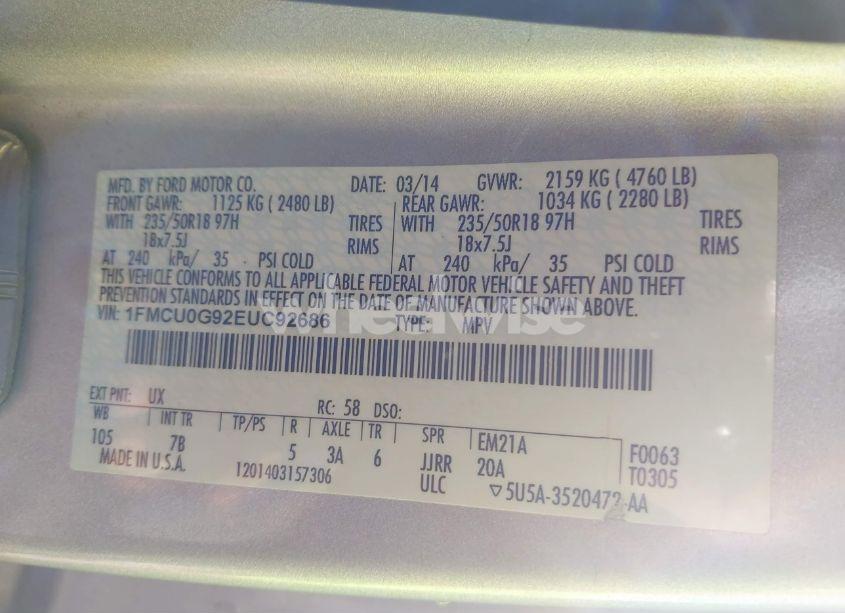 MFD. BY FORD MOTOR CO. DATE: 03/14 GVWR: 2159 KG ( 4760 LB)
FRONT GAWR: 1125 KG ( 2480 LB) REAR GAWR: 1034 KG ( 2280 LB)
WITH 235/50R18 97H TIRES WITH 235/50R18 97H TIRES
18x7.5J RIMS 18x7.5J RIMS
AT 240 kPa/ 35 PSI COLD AT 240 kPa/ 35 PSI COLD
THIS VEHICLE CONFORMS TO ALL APPLICABLE FEDERAL MOTOR VEHICLE SAFETY AND THEFT
PREVENTION STANDARDS IN EFFECT ON THE DATE OF MANUFACTURE SHOWN ABOVE.
VIN: 1FMCU0G92EUC92686 TYPE: MPV
wheelwise
EXT PNT: UX RC: 58 DSO:
WB INT TR TP/PS R AXLE TR SPR EM21A F0063
105 7B 5 3A 6 JJRR 20A T0305
MADE IN U.S.A. 1201403157306 ULC ▽5U5A-3520472-AA